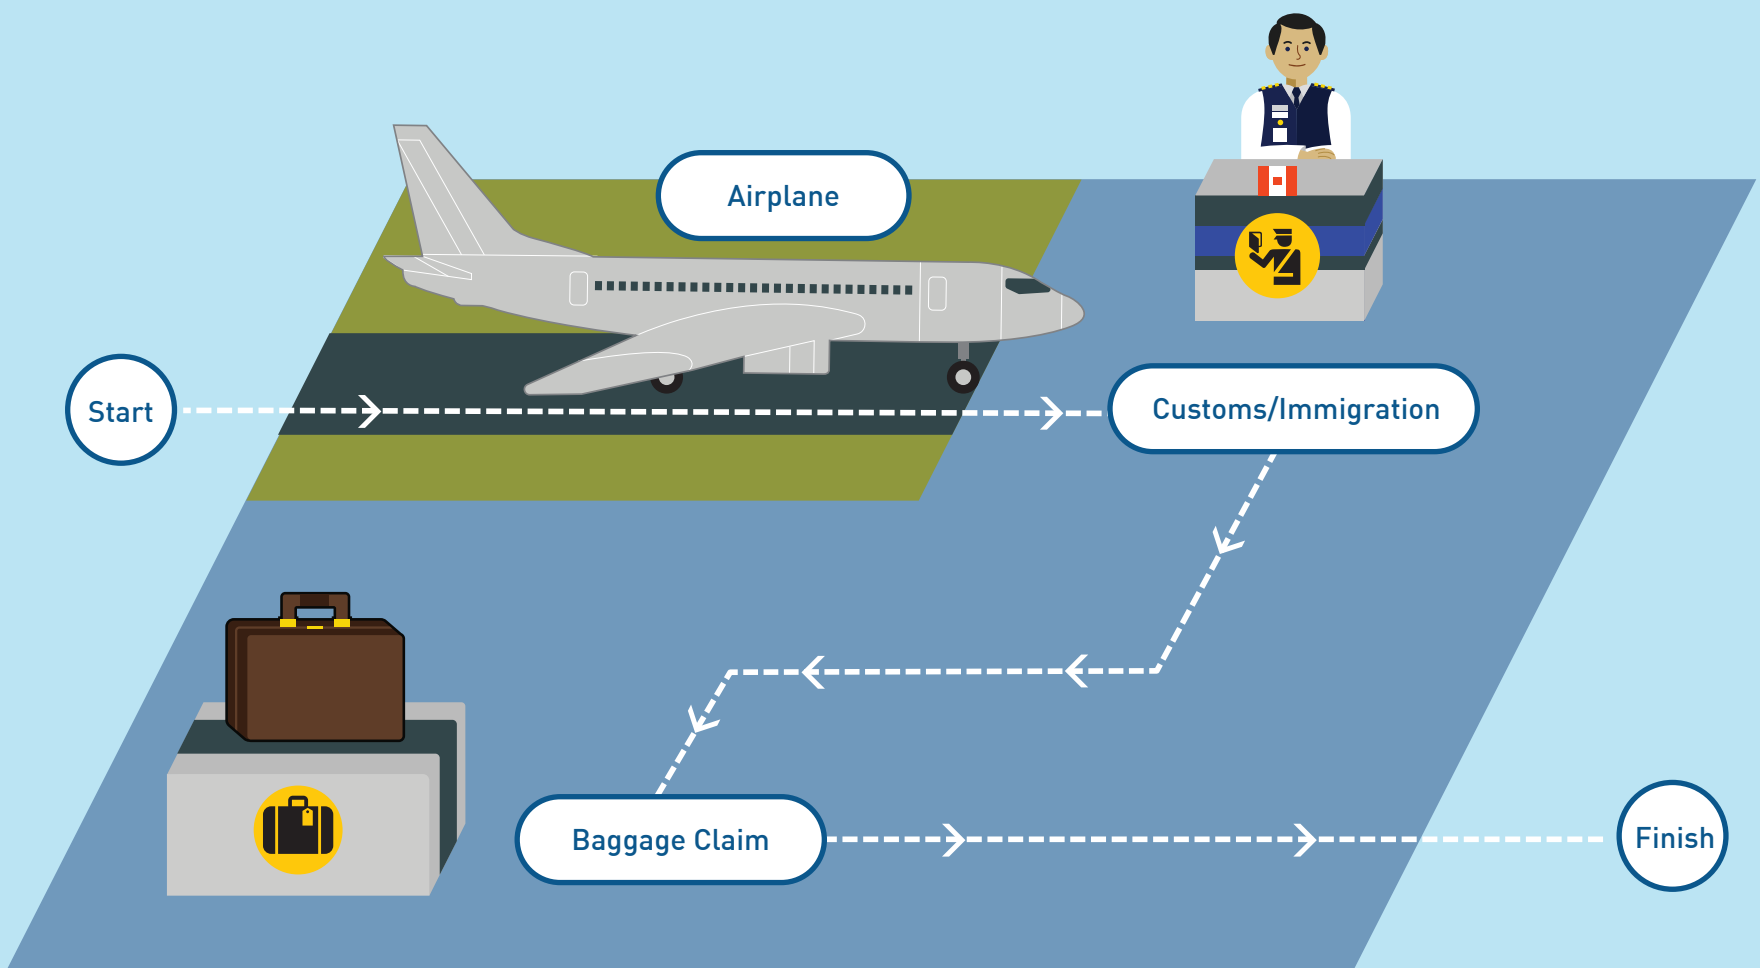 Airplane
Start
Customs/Immigration
Baggage Claim
Finish